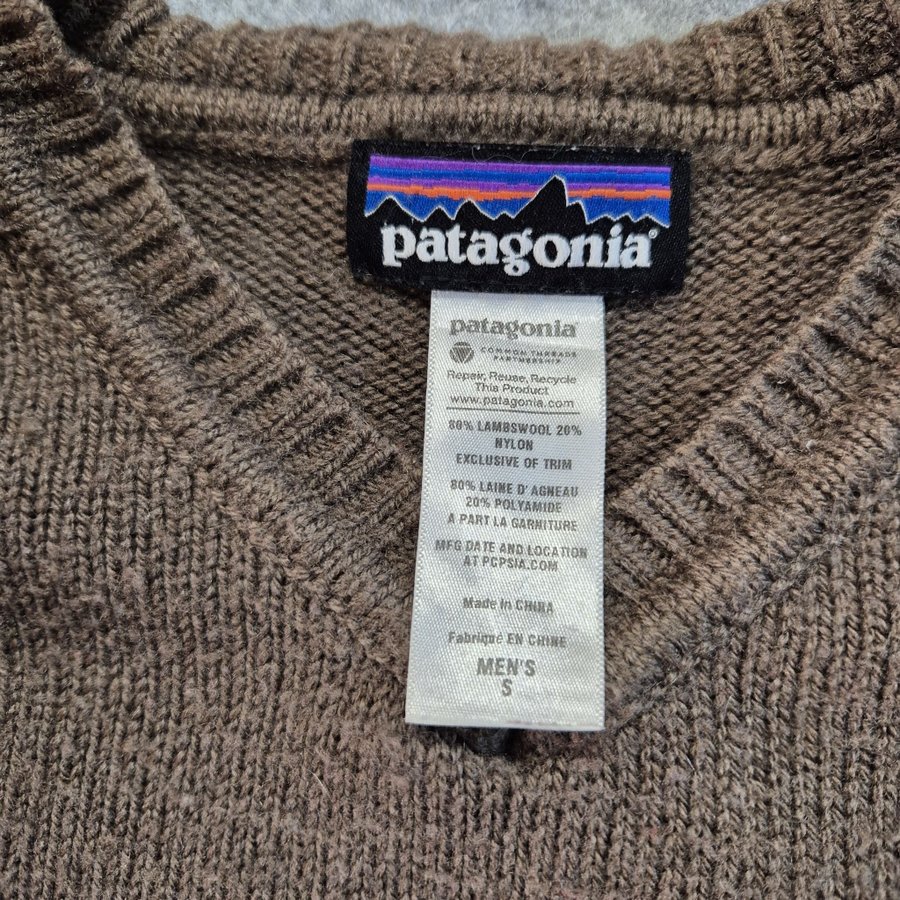 patagonia®
patagonia®
COMMON THREADS
PARTNERSHIP
Repair, Reuse, Recycle
This Product
www.patagonia.com
80% LAMBSWOOL 20%
NYLON
EXCLUSIVE OF TRIM
80% LAINE D'AGNEAU
20% POLYAMIDE
A PART LA GARNITURE
MFG DATE AND LOCATION
AT PCPSIA.COM
Made in CHINA
Fabriqué EN CHINE
MEN'S
S